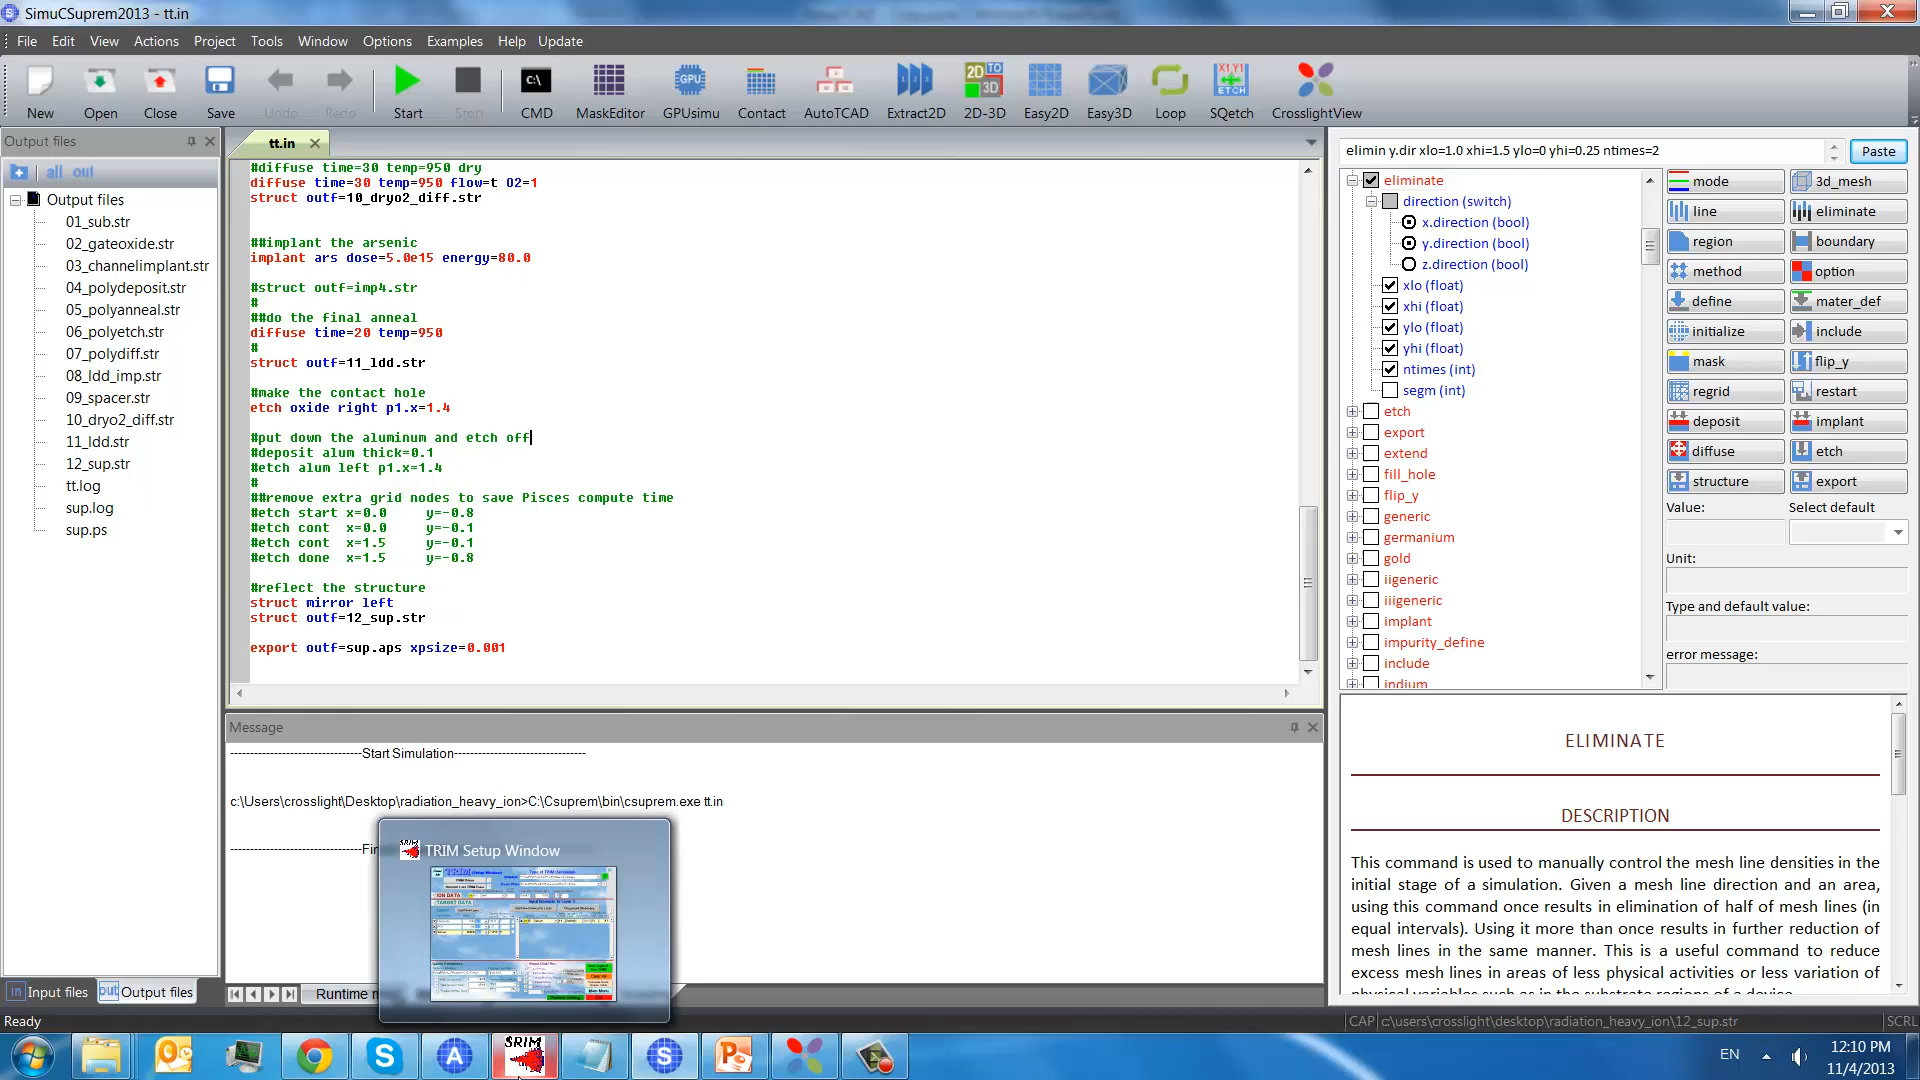 SimuCSuprem2013 - tt.in
File Edit View Actions Project Tools Window Options Examples Help Update
New Open Close Save Undo Redo Start Stop CMD MaskEditor GPUsimu Contact AutoTCAD Extract2D 2D-3D Easy2D Easy3D Loop SQetch CrosslightView
Output files
all out
Output files
01_sub.str
02_gateoxide.str
03_channelimplant.str
04_polydeposit.str
05_polyanneal.str
06_polyetch.str
07_polydiff.str
08_ldd_imp.str
09_spacer.str
10_dryo2_diff.str
11_ldd.str
12_sup.str
tt.log
sup.log
sup.ps
Input files Output files
tt.in
#diffuse time=30 temp=950 dry
diffuse time=30 temp=950 flow=t O2=1
struct outf=10_dryo2_diff.str
##implant the arsenic
implant ars dose=5.0e15 energy=80.0
#struct outf=imp4.str
#
##do the final anneal
diffuse time=20 temp=950
#
struct outf=11_ldd.str
#make the contact hole
etch oxide right p1.x=1.4
#put down the aluminum and etch off
#deposit alum thick=0.1
#etch alum left p1.x=1.4
#
##remove extra grid nodes to save Pisces compute time
#etch start x=0.0 y=-0.8
#etch cont x=0.0 y=-0.1
#etch cont x=1.5 y=-0.1
#etch done x=1.5 y=-0.8
#reflect the structure
struct mirror left
struct outf=12_sup.str
export outf=sup.aps xpsize=0.001
Message
---------------------------------Start Simulation---------------------------------
c:\Users\crosslight\Desktop\radiation_heavy_ion>C:\Csuprem\bin\csuprem.exe tt.in
TRIM Setup Window
elimin y.dir xlo=1.0 xhi=1.5 ylo=0 yhi=0.25 ntimes=2
Paste
eliminate
direction (switch)
x.direction (bool)
y.direction (bool)
z.direction (bool)
xlo (float)
xhi (float)
ylo (float)
yhi (float)
ntimes (int)
segm (int)
etch
export
extend
fill_hole
flip_y
generic
germanium
gold
iigeneric
iiigeneric
implant
impurity_define
include
indium
mode 3d_mesh
line eliminate
region boundary
method option
define mater_def
initialize include
mask flip_y
regrid restart
deposit implant
diffuse etch
structure export
Value: Select default
Unit:
Type and default value:
error message:
ELIMINATE
DESCRIPTION
This command is used to manually control the mesh line densities in the
initial stage of a simulation. Given a mesh line direction and an area,
using this command once results in elimination of half of mesh lines (in
equal intervals). Using it more than once results in further reduction of
mesh lines in the same manner. This is a useful command to reduce
excess mesh lines in areas of less physical activities or less variation of
physical variables such as in the substrate regions of a device.
Ready
CAP c:\users\crosslight\desktop\radiation_heavy_ion\12_sup.str SCRL
SRIM
EN
12:10 PM
11/4/2013